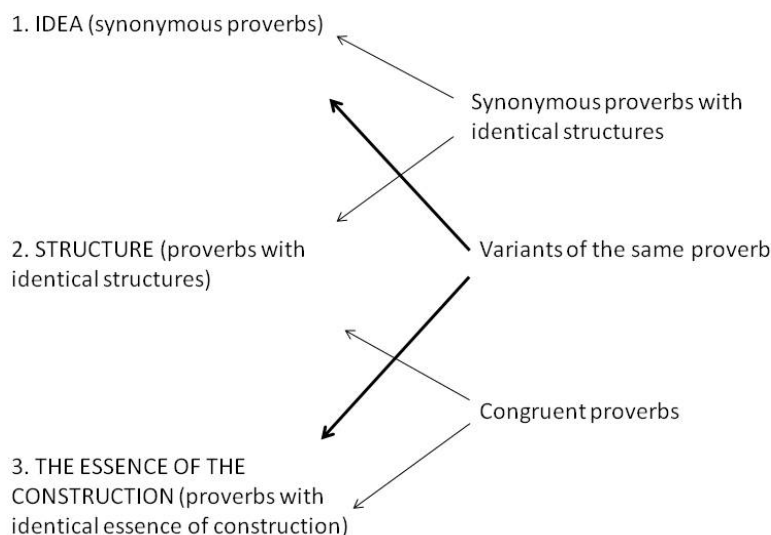 1. IDEA (synonymous proverbs)
Synonymous proverbs with
identical structures
2. STRUCTURE (proverbs with
identical structures)
Variants of the same proverb
Congruent proverbs
3. THE ESSENCE OF THE
CONSTRUCTION (proverbs with
identical essence of construction)